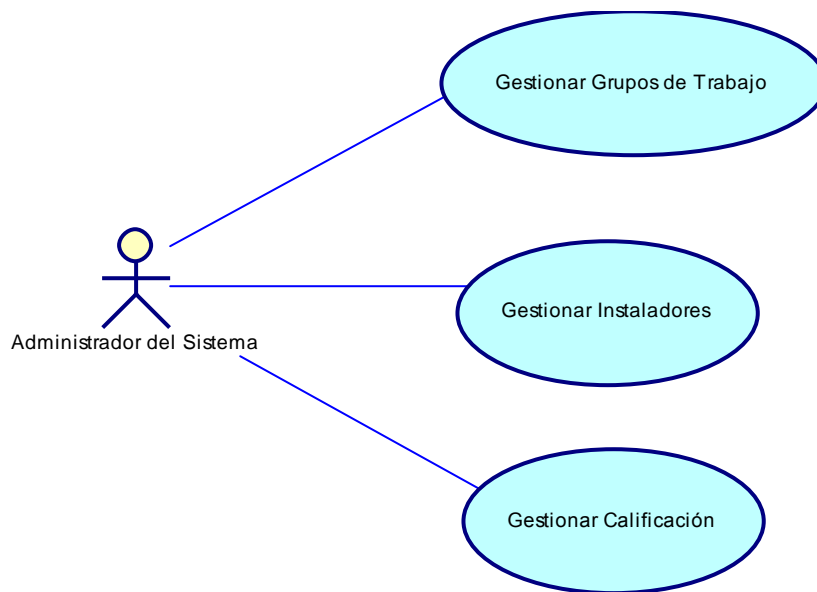 Gestionar Grupos de Trabajo
Gestionar Instaladores
Administrador del Sistema
Gestionar Calificación